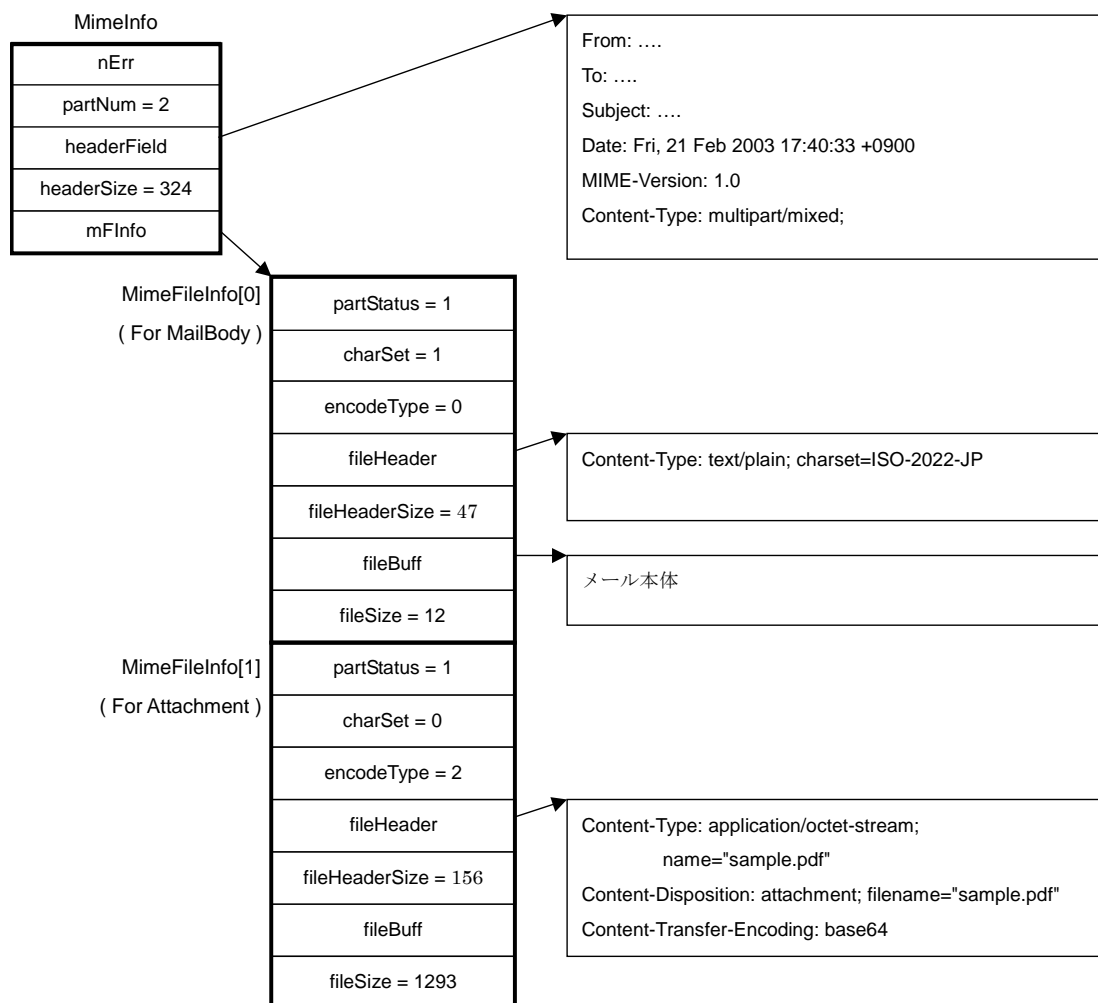 MimeInfo
nErr
partNum = 2
headerField
headerSize = 324
mFInfo
From: ….
To: ….
Subject: ….
Date: Fri, 21 Feb 2003 17:40:33 +0900
MIME-Version: 1.0
Content-Type: multipart/mixed;
MimeFileInfo[0]
( For MailBody )
partStatus = 1
charSet = 1
encodeType = 0
fileHeader
fileHeaderSize = 47
fileBuff
fileSize = 12
Content-Type: text/plain; charset=ISO-2022-JP
メール本体
MimeFileInfo[1]
( For Attachment )
partStatus = 1
charSet = 0
encodeType = 2
fileHeader
fileHeaderSize = 156
fileBuff
fileSize = 1293
Content-Type: application/octet-stream;
name="sample.pdf"
Content-Disposition: attachment; filename="sample.pdf"
Content-Transfer-Encoding: base64